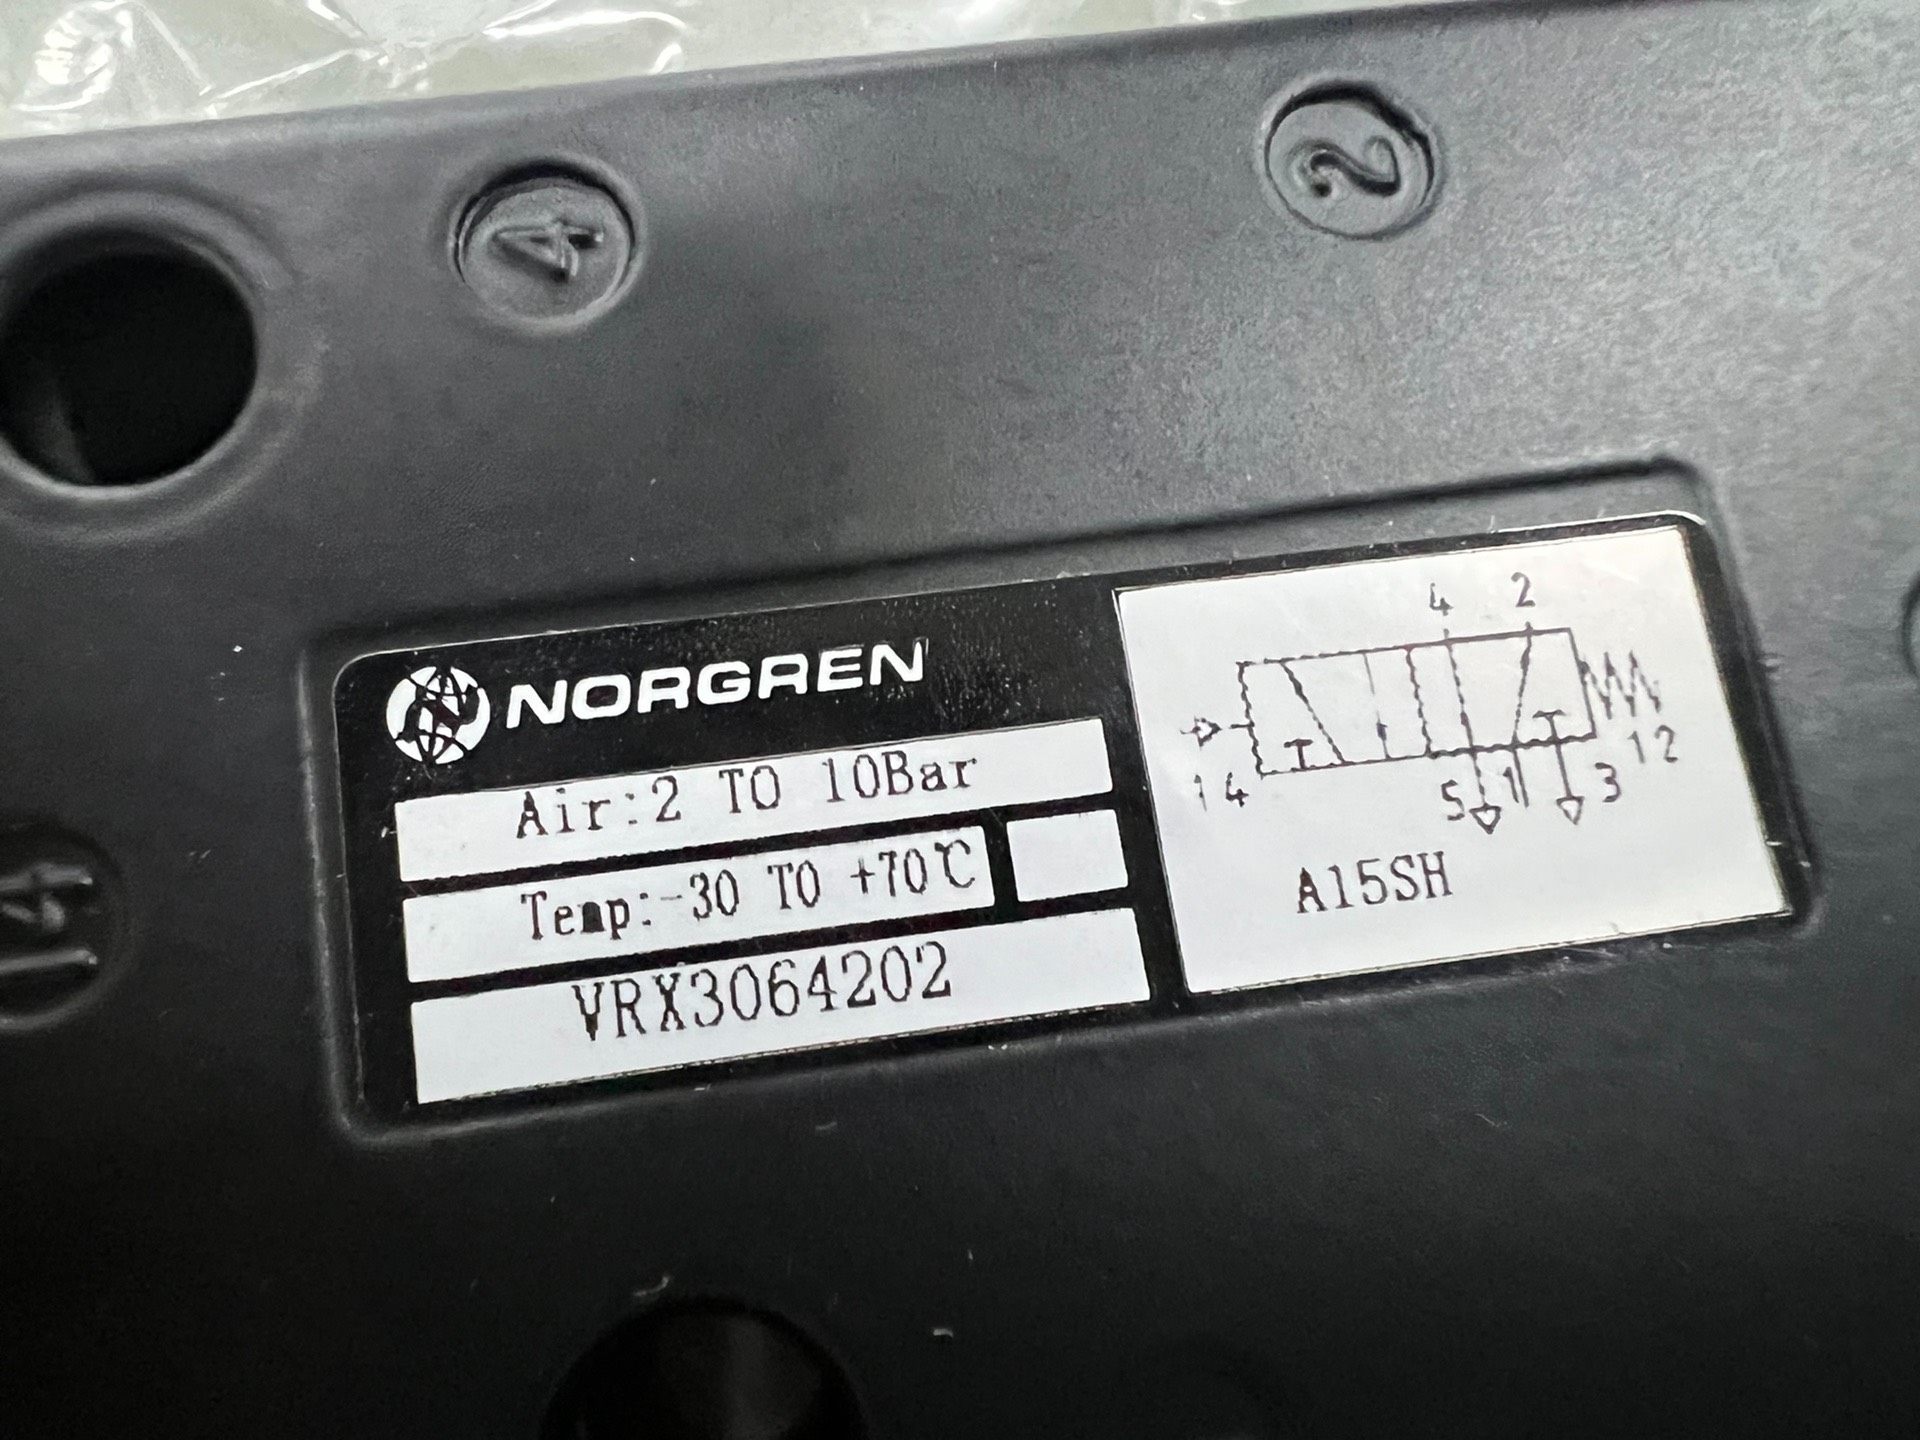 4
2
NORGREN
Air:2 TO 10Bar
Temp:-30 TO +70℃
VRX3064202
4 2
14
12
5 1 3
A15SH
14